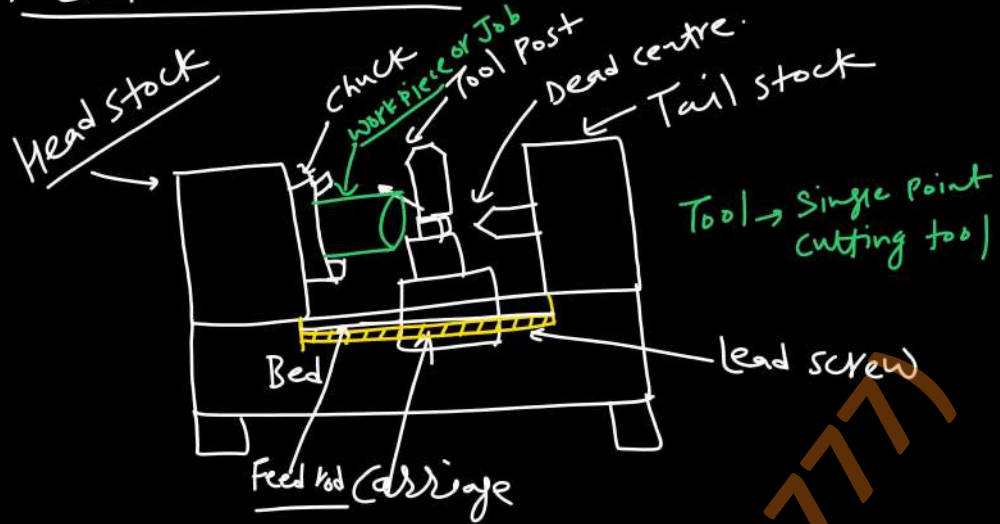 Head stock
Chuck
workpiece or Job
Tool Post
Dead centre.
Tail stock
Tool → Single point
cutting tool
Bed
Lead screw
Feed rod
Carriage
777)